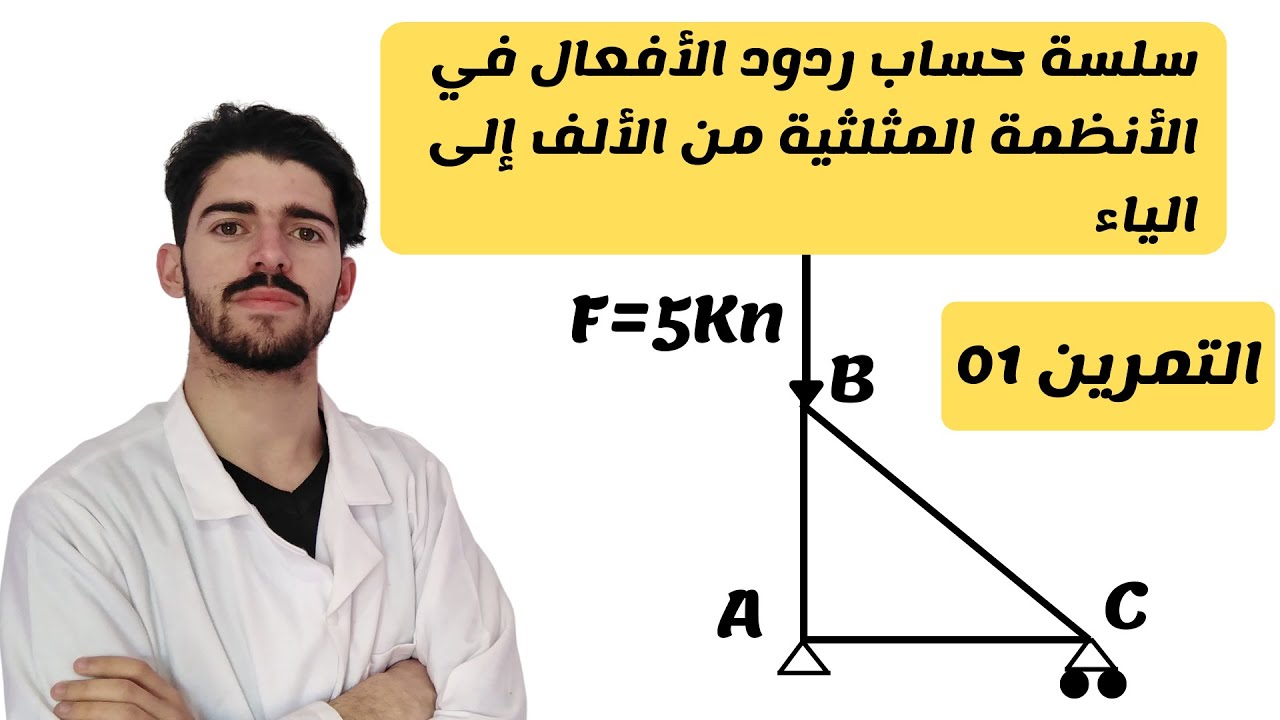 سلسة حساب ردود الأفعال في
الأنظمة المثلثية من الألف إلى
الياء
F=5Kn
B
التمرين 01
A
C